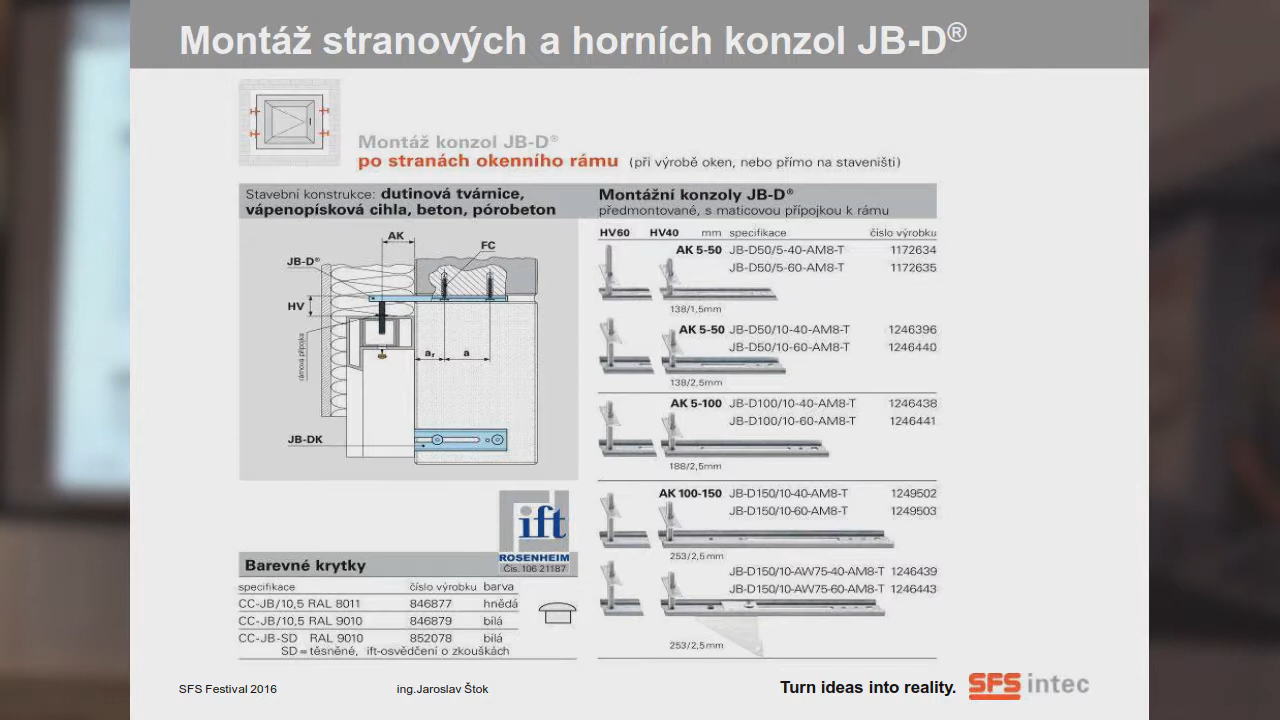 Montáž stranových a horních konzol JB-D®
Montáž konzol JB-D®
po stranách okenního rámu (při výrobě oken, nebo přímo na staveništi)
Stavební konstrukce: dutinová tvárnice,
vápenopísková cihla, beton, pórobeton
AK
FC
JB-D®
HV
rámová přípojka
ar
a
JB-DK
Montážní konzoly JB-D®
předmontované, s maticovou přípojkou k rámu
HV60 HV40 mm specifikace číslo výrobku
AK 5-50 JB-D50/5-40-AM8-T 1172634
JB-D50/5-60-AM8-T 1172635
138/1,5mm
AK 5-50 JB-D50/10-40-AM8-T 1246396
JB-D50/10-60-AM8-T 1246440
138/2,5mm
AK 5-100 JB-D100/10-40-AM8-T 1246438
JB-D100/10-60-AM8-T 1246441
188/2,5mm
AK 100-150 JB-D150/10-40-AM8-T 1249502
JB-D150/10-60-AM8-T 1249503
253/2,5mm
JB-D150/10-AW75-40-AM8-T 1246439
JB-D150/10-AW75-60-AM8-T 1246443
253/2,5mm
ift
ROSENHEIM
Čís. 106 21187
Barevné krytky
specifikace číslo výrobku barva
CC-JB/10,5 RAL 8011 846877 hnědá
CC-JB/10,5 RAL 9010 846879 bílá
CC-JB-SD RAL 9010 852078 bílá
SD=těsněné, ift-osvědčení o zkouškách
SFS Festival 2016
ing.Jaroslav Štok
Turn ideas into reality.
SFS intec